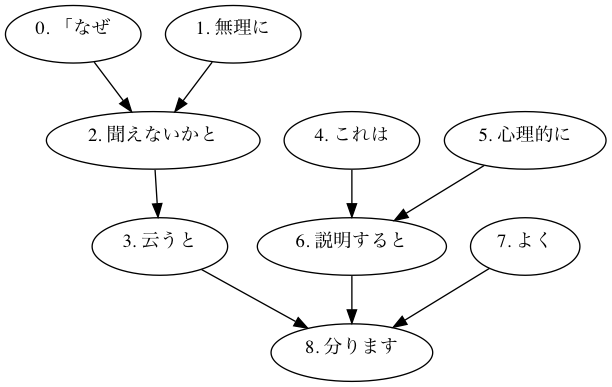 0. 「なぜ
1. 無理に
2. 聞えないかと
4. これは
5. 心理的に
3. 云うと
6. 説明すると
7. よく
8. 分ります